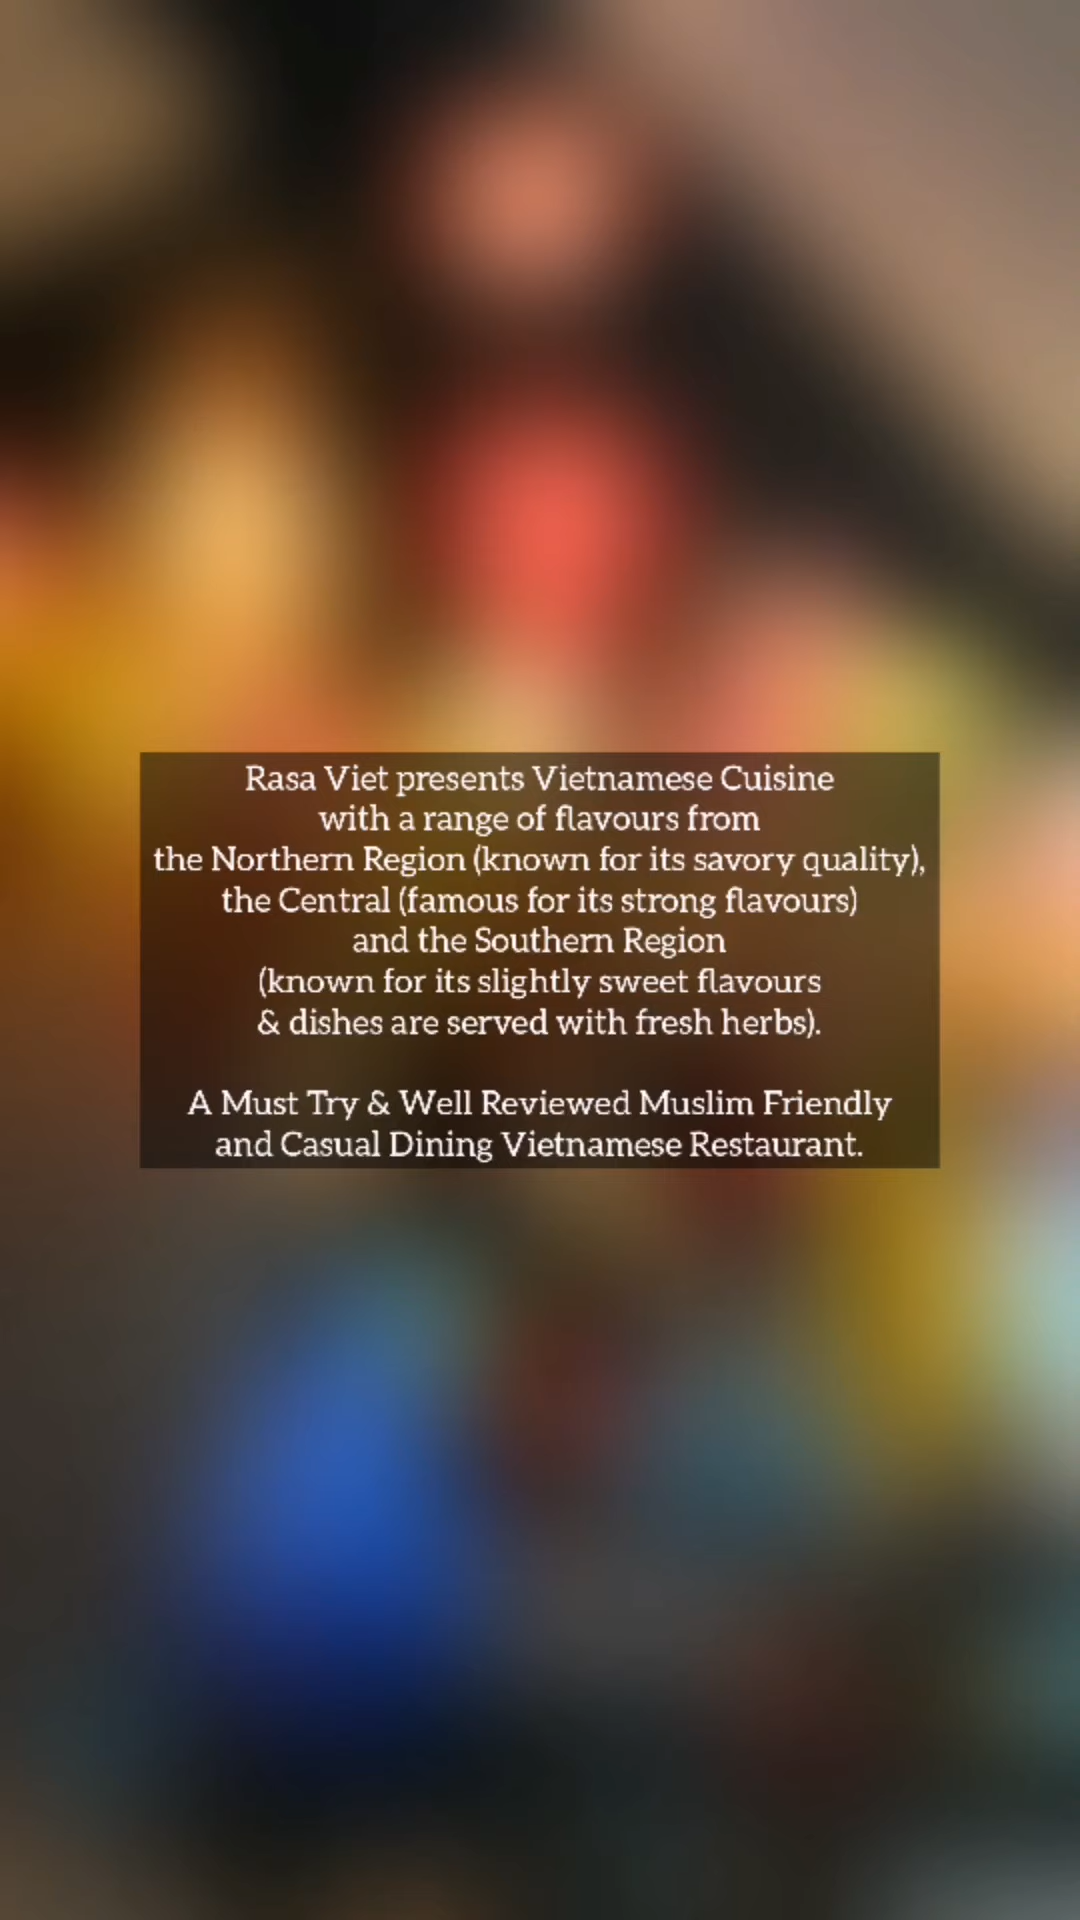 Rasa Viet presents Vietnamese Cuisine
with a range of flavours from
the Northern Region (known for its savory quality),
the Central (famous for its strong flavours)
and the Southern Region
(known for its slightly sweet flavours
& dishes are served with fresh herbs).
A Must Try & Well Reviewed Muslim Friendly
and Casual Dining Vietnamese Restaurant.